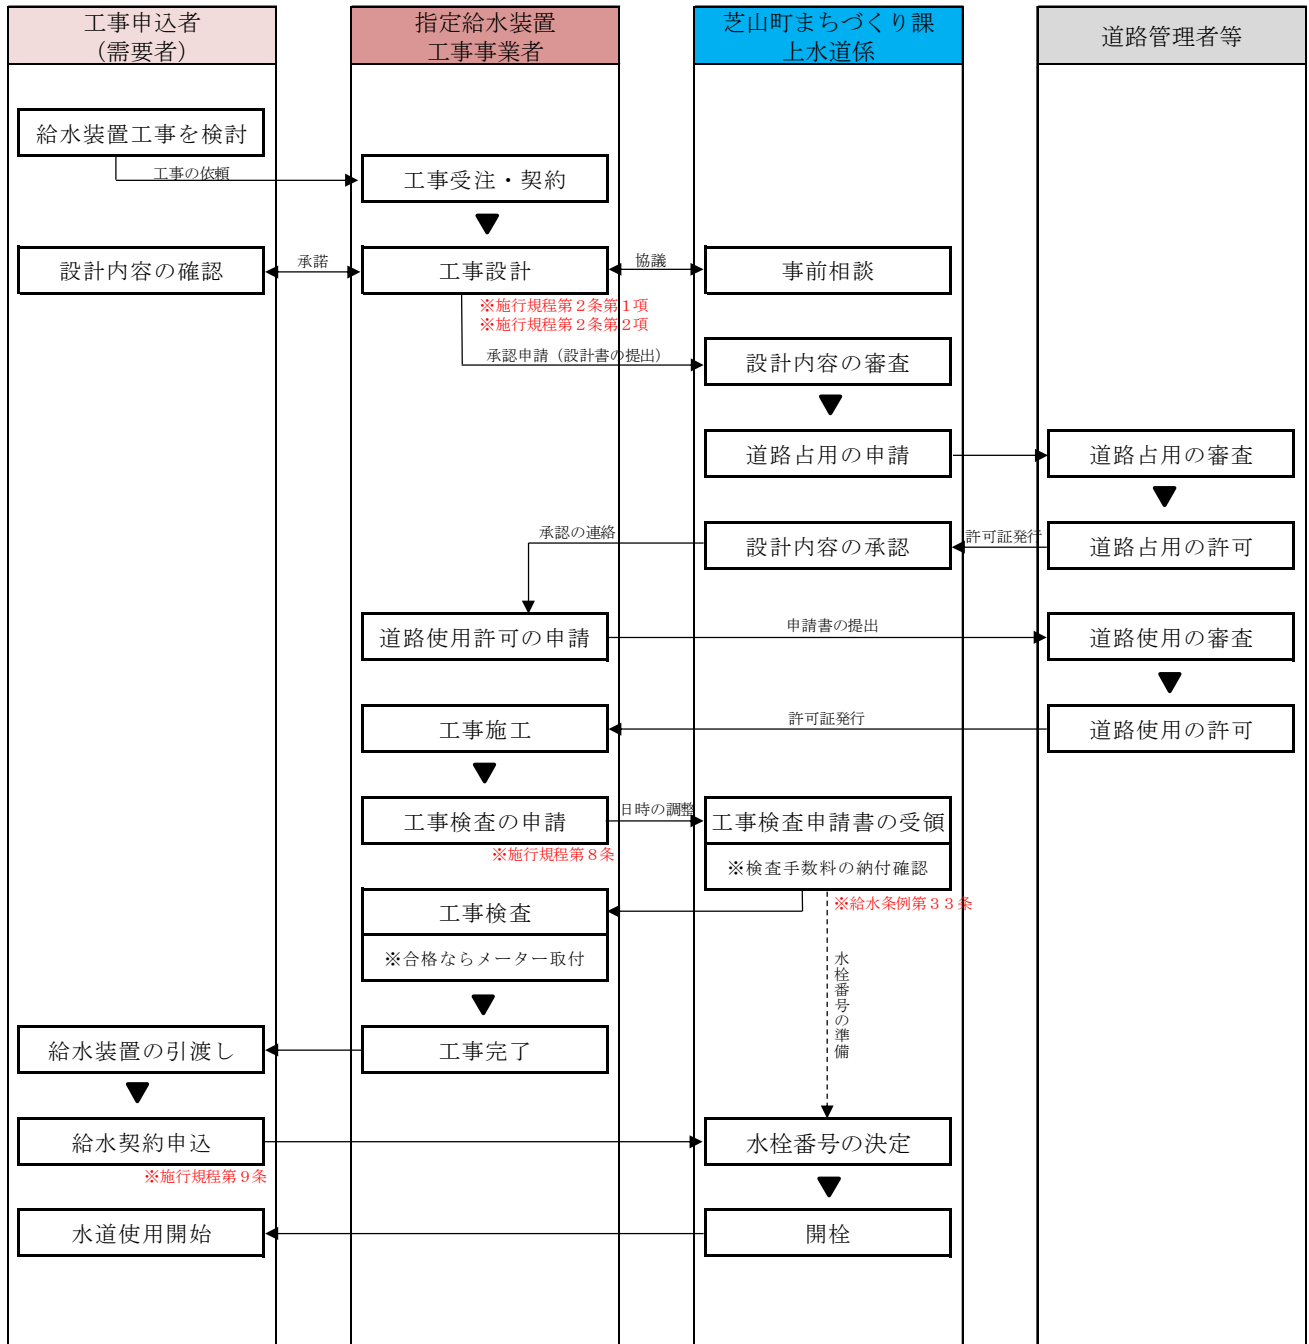 工事申込者
（需要者）
指定給水装置
工事事業者
芝山町まちづくり課
上水道係
道路管理者等
給水装置工事を検討
工事の依頼
工事受注・契約
設計内容の確認
承諾
工事設計
協議
事前相談
※施行規程第２条第１項
※施行規程第２条第２項
承認申請（設計書の提出）
設計内容の審査
道路占用の申請
道路占用の審査
承認の連絡
設計内容の承認
許可証発行
道路占用の許可
道路使用許可の申請
申請書の提出
道路使用の審査
工事施工
許可証発行
道路使用の許可
工事検査の申請
日時の調整
工事検査申請書の受領
※施行規程第８条
※検査手数料の納付確認
工事検査
※給水条例第３３条
※合格ならメーター取付
水栓番号の準備
給水装置の引渡し
工事完了
給水契約申込
水栓番号の決定
※施行規程第９条
水道使用開始
開栓